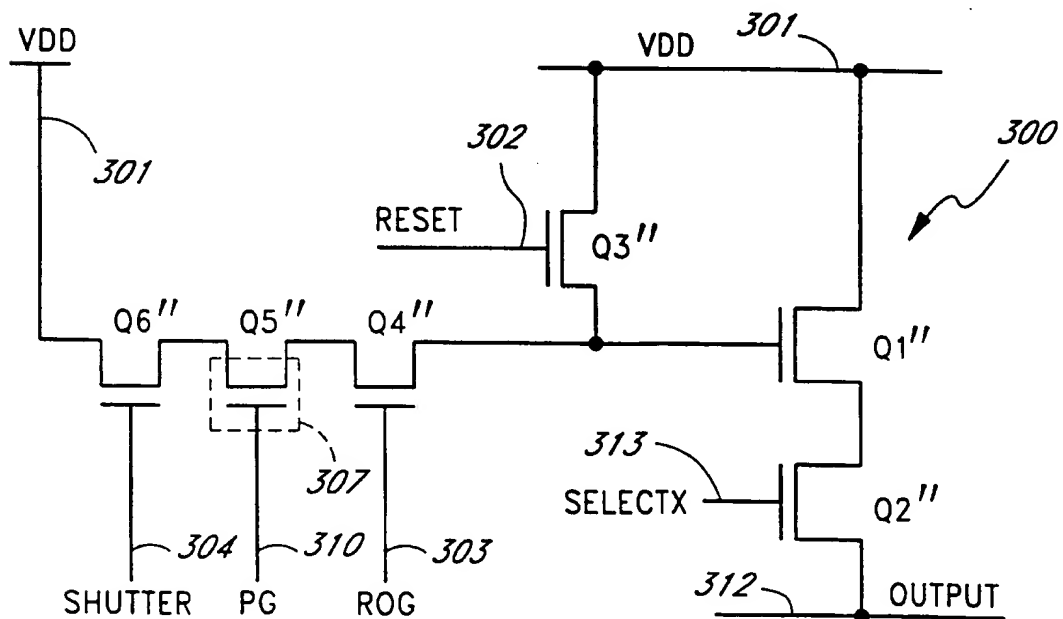 VDD
VDD
301
301
302
300
RESET
Q3"
Q6"
Q5"
Q4"
Q1"
313
307
SELECTX
Q2"
304
310
303
SHUTTER
PG
ROG
312
OUTPUT